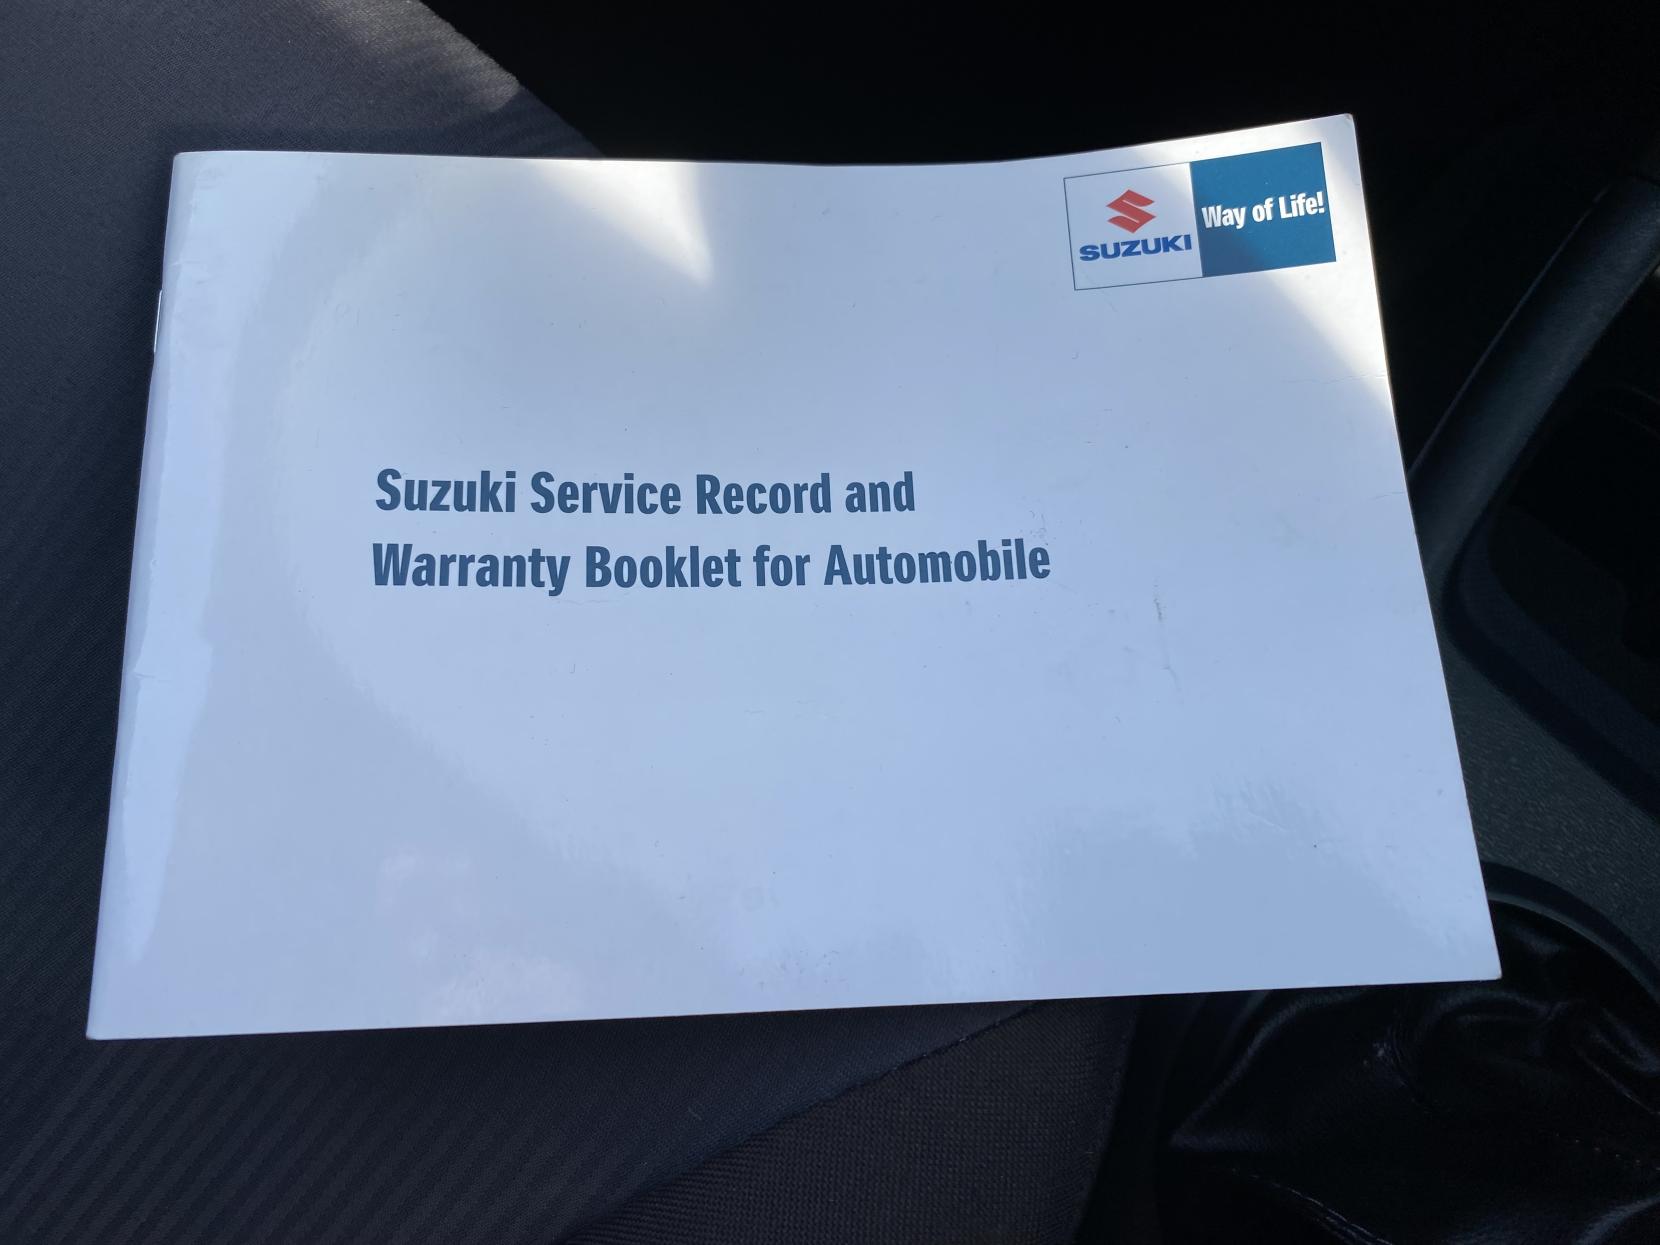 SUZUKI
Way of Life!
Suzuki Service Record and
Warranty Booklet for Automobile